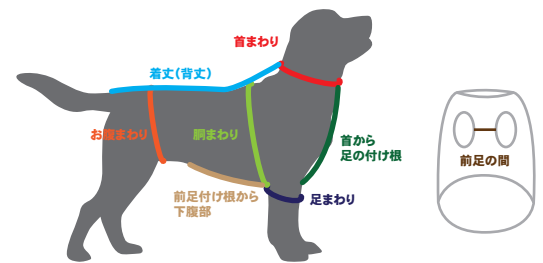 首まわり
着丈（背丈）
お腹まわり
胴まわり
首から
足の付け根
前足の間
前足付け根から
下腹部
足まわり